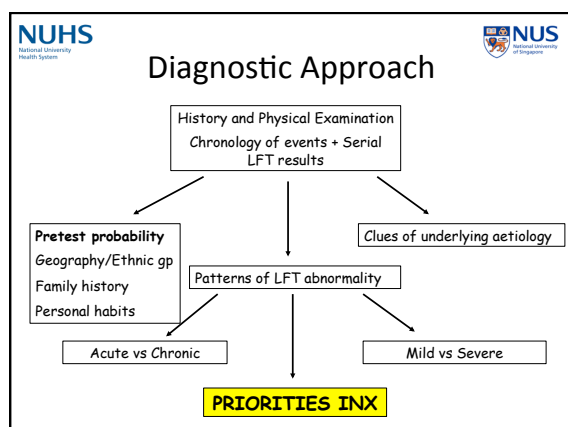 NUHS
National University
Health System
NUS
National University
of Singapore
Diagnostic Approach
History and Physical Examination
Chronology of events + Serial
LFT results
Pretest probability
Geography/Ethnic gp
Family history
Personal habits
Clues of underlying aetiology
Patterns of LFT abnormality
Acute vs Chronic
Mild vs Severe
PRIORITIES INX